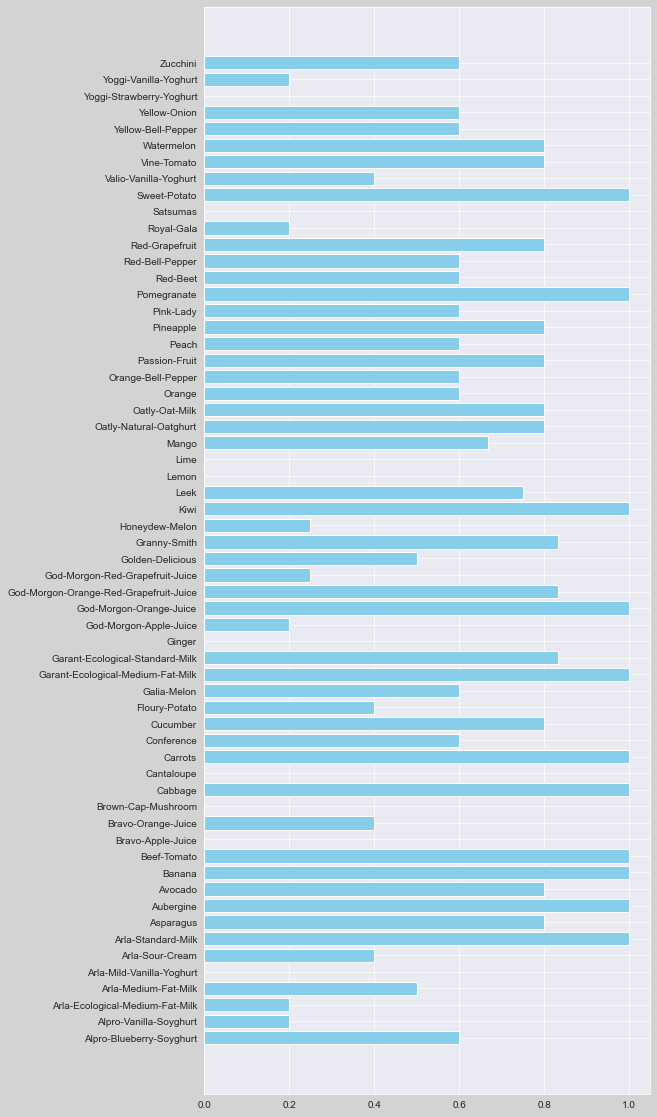 Zucchini
Yoggi-Vanilla-Yoghurt
Yoggi-Strawberry-Yoghurt
Yellow-Onion
Yellow-Bell-Pepper
Watermelon
Vine-Tomato
Valio-Vanilla-Yoghurt
Sweet-Potato
Satsumas
Royal-Gala
Red-Grapefruit
Red-Bell-Pepper
Red-Beet
Pomegranate
Pink-Lady
Pineapple
Peach
Passion-Fruit
Orange-Bell-Pepper
Orange
Oatly-Oat-Milk
Oatly-Natural-Oatghurt
Mango
Lime
Lemon
Leek
Kiwi
Honeydew-Melon
Granny-Smith
Golden-Delicious
God-Morgon-Red-Grapefruit-Juice
God-Morgon-Orange-Red-Grapefruit-Juice
God-Morgon-Orange-Juice
God-Morgon-Apple-Juice
Ginger
Garant-Ecological-Standard-Milk
Garant-Ecological-Medium-Fat-Milk
Galia-Melon
Floury-Potato
Cucumber
Conference
Carrots
Cantaloupe
Cabbage
Brown-Cap-Mushroom
Bravo-Orange-Juice
Bravo-Apple-Juice
Beef-Tomato
Banana
Avocado
Aubergine
Asparagus
Arla-Standard-Milk
Arla-Sour-Cream
Arla-Mild-Vanilla-Yoghurt
Arla-Medium-Fat-Milk
Arla-Ecological-Medium-Fat-Milk
Alpro-Vanilla-Soyghurt
Alpro-Blueberry-Soyghurt
0.0 0.2 0.4 0.6 0.8 1.0